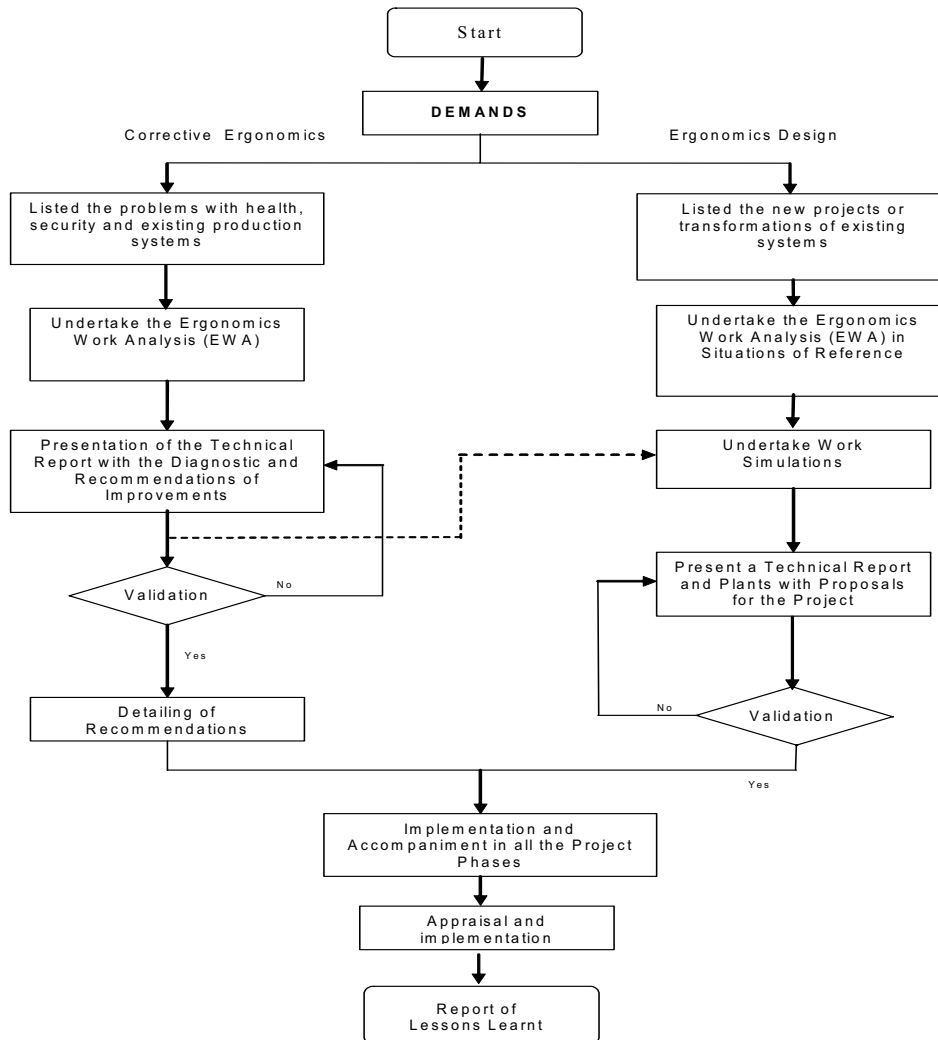 Start
DEMANDS
Corrective Ergonomics
Ergonomics Design
Listed the problems with health,
security and existing production
systems
Listed the new projects or
transformations of existing
systems
Undertake the Ergonomics
Work Analysis (EWA)
Undertake the Ergonomics
Work Analysis (EWA) in
Situations of Reference
Presentation of the Technical
Report with the Diagnostic and
Recommendations of
Improvements
Undertake Work
Simulations
Validation
No
Yes
Present a Technical Report
and Plants with Proposals
for the Project
Detailing of
Recommendations
No
Validation
Yes
Implementation and
Accompaniment in all the Project
Phases
Appraisal and
implementation
Report of
Lessons Learnt